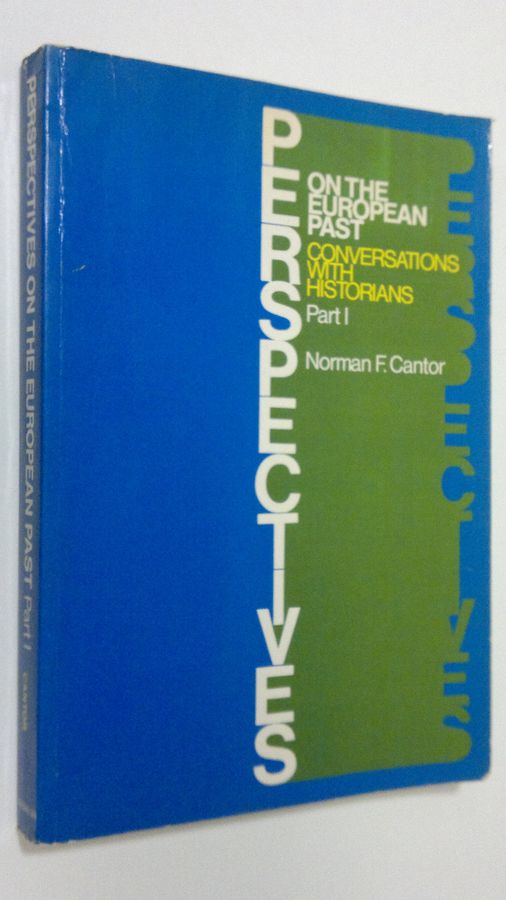 PERSPECTIVES ON THE EUROPEAN PAST Part I
CANTOR
PERSPECTIVES
ON THE
EUROPEAN
PAST
CONVERSATIONS
WITH
HISTORIANS
Part I
Norman F. Cantor
PERSPECTIVES